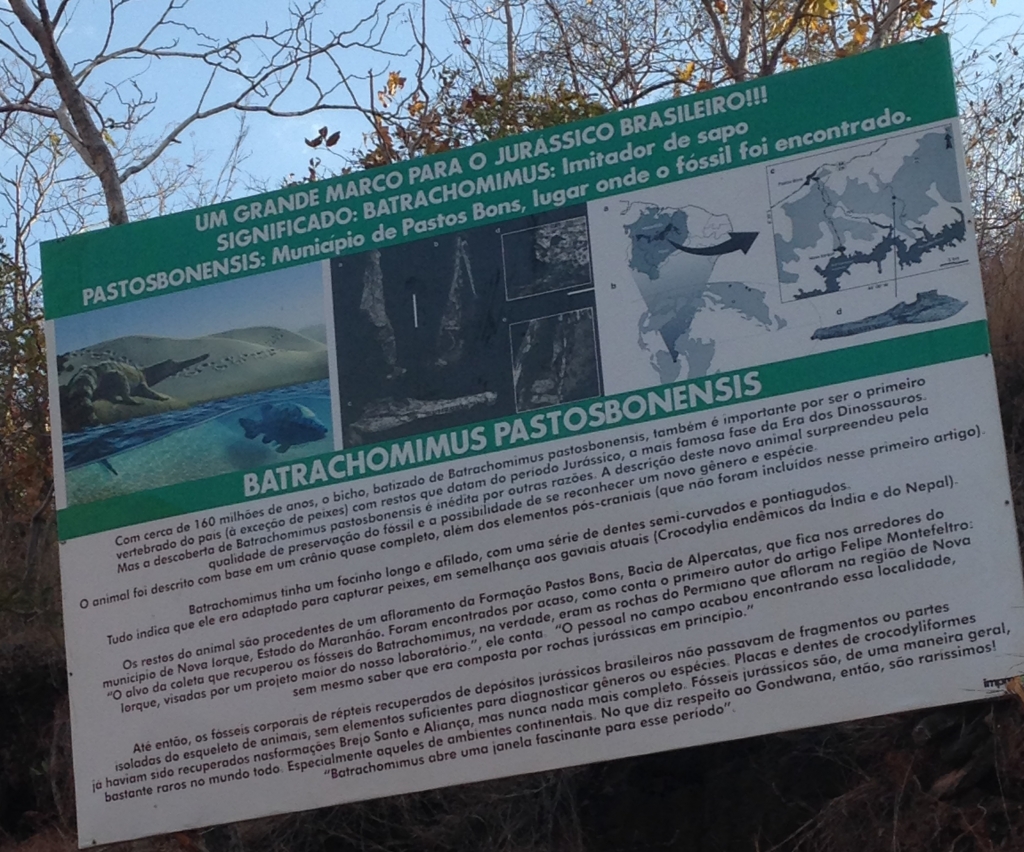 UM GRANDE MARCO PARA O JURÁSSICO BRASILEIRO!!!
SIGNIFICADO: BATRACHOMIMUS: Imitador de sapo
PASTOSBONENSIS: Município de Pastos Bons, lugar onde o fóssil foi encontrado.
BATRACHOMIMUS PASTOSBONENSIS
Com cerca de 160 milhões de anos, o bicho, batizado de Batrachomimus pastosbonensis, também é importante por ser o primeiro
vertebrado do país (à exceção de peixes) com restos que datam do período Jurássico, a mais famosa fase da Era dos Dinossauros.
Mas a descoberta de Batrachomimus pastosbonensis é inédita por outras razões. A descrição deste novo animal surpreendeu pela
qualidade de preservação do fóssil e a possibilidade de se reconhecer um novo gênero e espécie.
O animal foi descrito com base em um crânio quase completo, além dos elementos pós-craniais (que não foram incluídos nesse primeiro artigo).
Batrachomimus tinha um focinho longo e afilado, com uma série de dentes semi-curvados e pontiagudos.
Tudo indica que ele era adaptado para capturar peixes, em semelhança aos gaviais atuais (Crocodylia endêmicos da Índia e do Nepal).
Os restos do animal são procedentes de um afloramento da Formação Pastos Bons, Bacia de Alpercatas, que fica nos arredores do
município de Nova Iorque, Estado do Maranhão. Foram encontrados por acaso, como conta o primeiro autor do artigo Felipe Montefeltro:
"O alvo da coleta que recuperou os fósseis do Batrachomimus, na verdade, eram as rochas do Permiano que afloram na região de Nova
Iorque, visadas por um projeto maior do nosso laboratório.", ele conta. "O pessoal no campo acabou encontrando essa localidade,
sem mesmo saber que era composta por rochas jurássicas em princípio."
Até então, os fósseis corporais de répteis recuperados de depósitos jurássicos brasileiros não passavam de fragmentos ou partes
isoladas do esqueleto de animais, sem elementos suficientes para diagnosticar gêneros ou espécies. Placas e dentes de crocodyliformes
já haviam sido recuperados nasformações Brejo Santo e Aliança, mas nunca nada mais completo. Fósseis jurássicos são, de uma maneira geral,
bastante raros no mundo todo. Especialmente aqueles de ambientes continentais. No que diz respeito ao Gondwana, então, são raríssimos!
"Batrachomimus abre uma janela fascinante para esse período".